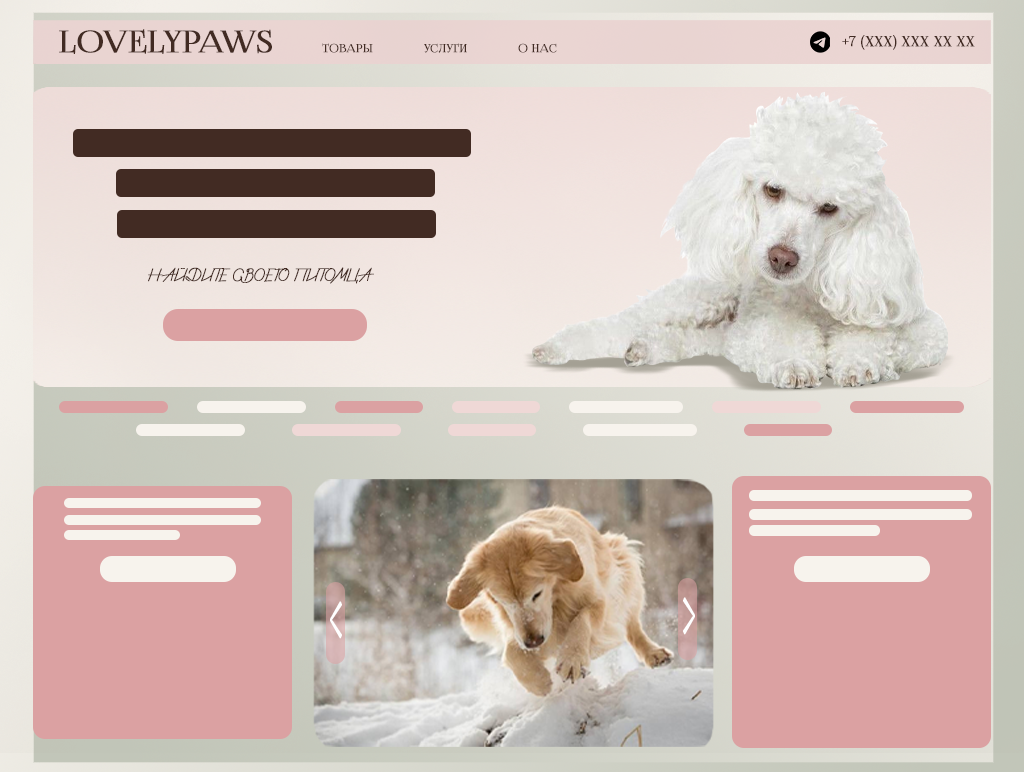 LOVELYPAWS
ТОВАРЫ
УСЛУГИ
О НАС
+7 (XXX) XXX XX XX
НАЙДИТЕ СВОЕГО ПИТОМЦА